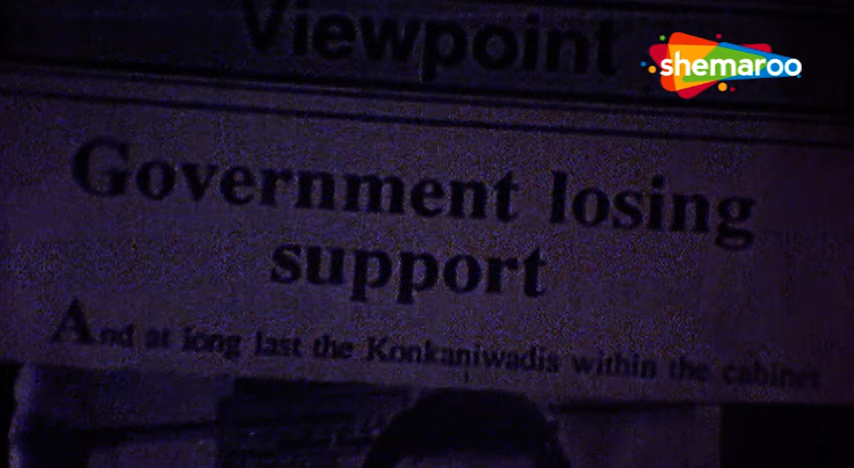 Viewpoint
shemaroo
Government losing
support
And at long last the Konkaniwadis within the cabinet